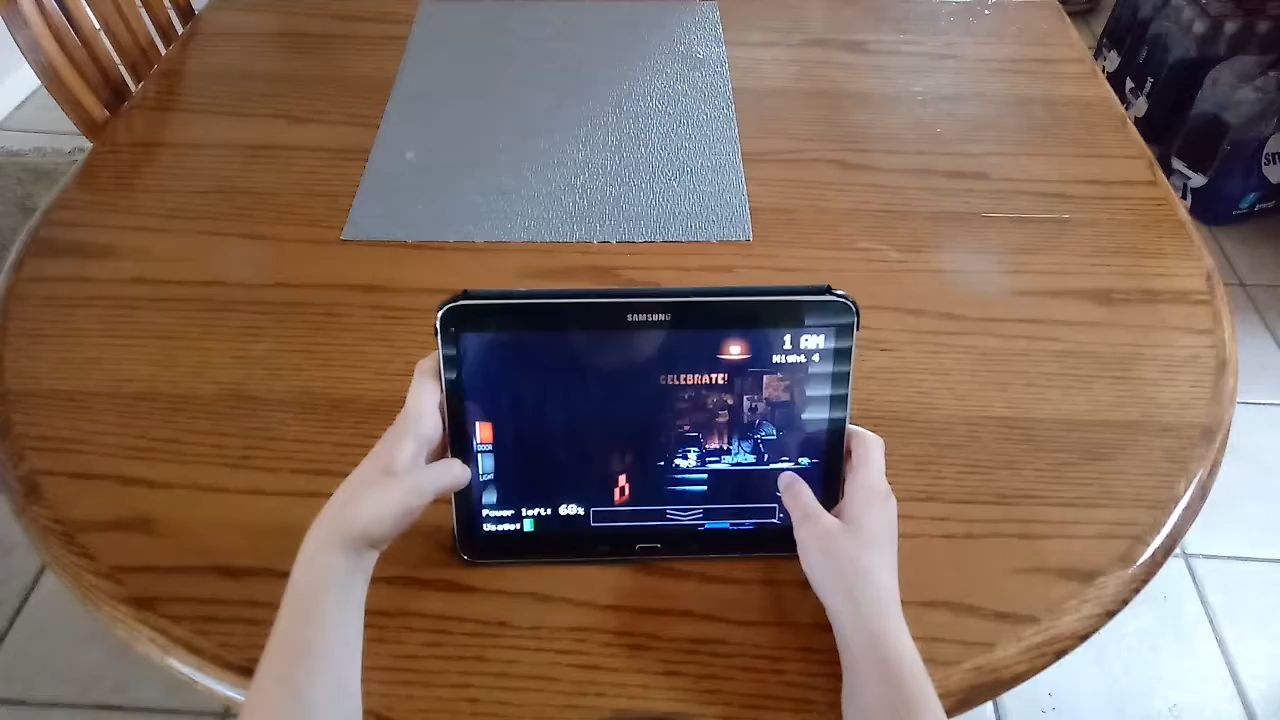 SAMSUNG
1 AM
Night 4
CELEBRATE!
DOOR
LIGHT
Power left: 68%
Usage: